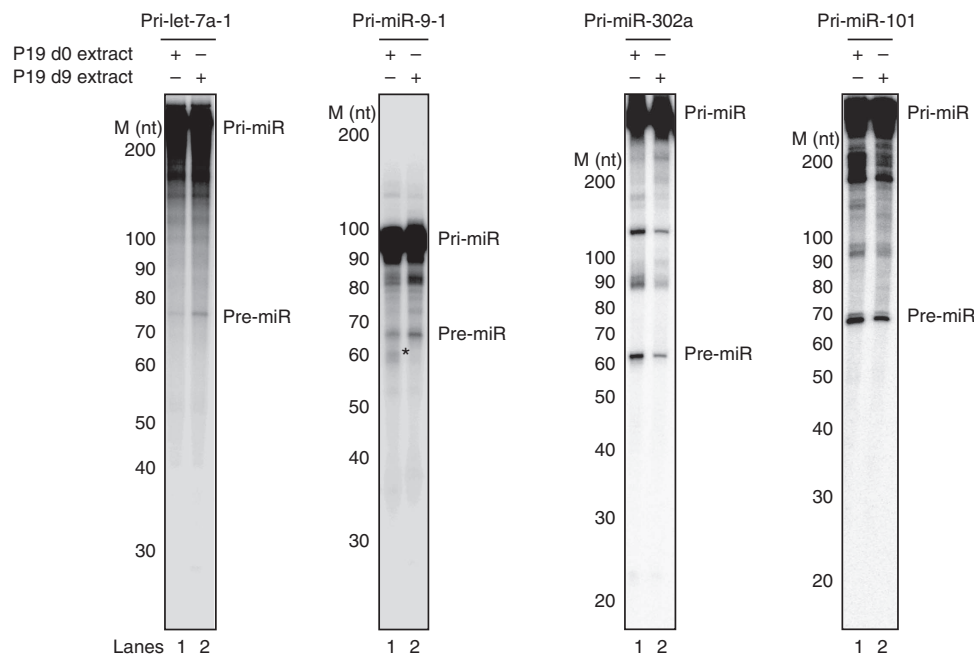 Pri-let-7a-1 Pri-miR-9-1 Pri-miR-302a Pri-miR-101
P19 d0 extract + – + – + – + –
P19 d9 extract – + – + – + – +
M (nt) Pri-miR
200
100
90
80
Pre-miR
70
60
50
40
30
M (nt)
200
100
Pri-miR
90
80
70
Pre-miR
60 *
50
40
30
Pri-miR
M (nt)
200
100
90
80
70
60 Pre-miR
50
40
30
20
Pri-miR
M (nt)
200
100
90
80
70 Pre-miR
60
50
40
30
20
Lanes 1 2 1 2 1 2 1 2